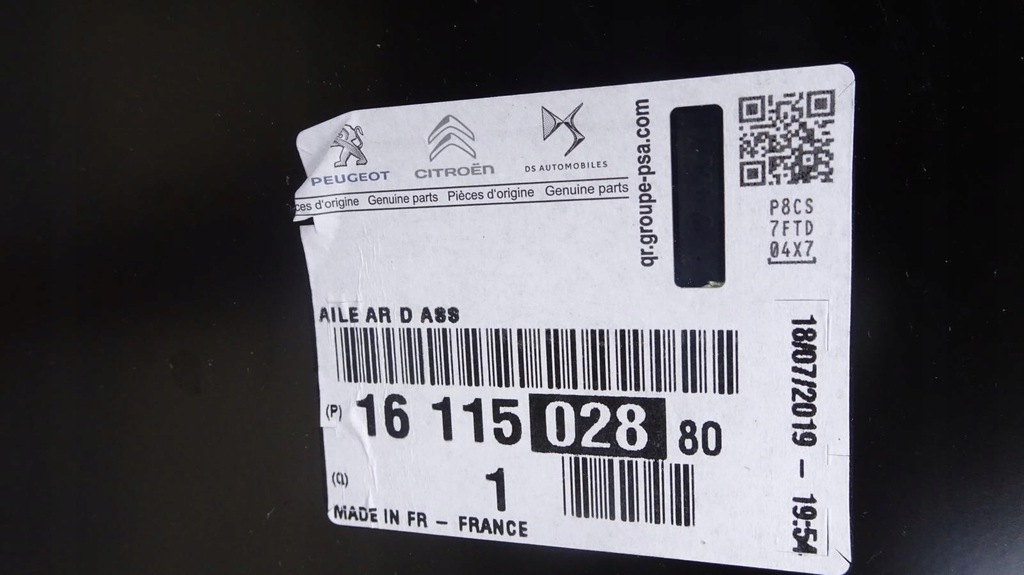 PEUGEOT CITROËN DS AUTOMOBILES
ces d'origine Genuine parts Pièces d'origine Genuine parts
qr.groupe-psa.com
P8CS
7FTD
04X7
AILE AR D ASS
(P) 16 115 028 80
(Q) 1
MADE IN FR - FRANCE
18/07/2019 - 19:54